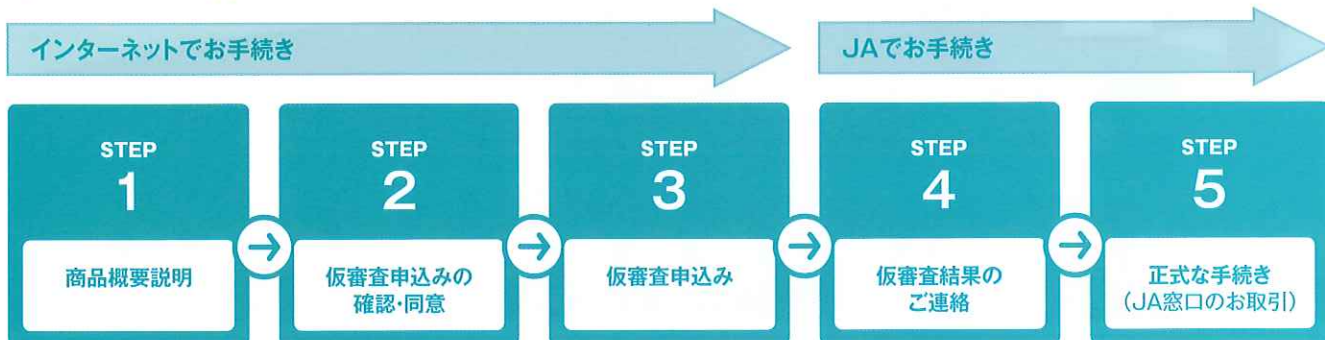 インターネットでお手続き
JAでお手続き
STEP
1
商品概要説明
STEP
2
仮審査申込みの
確認・同意
STEP
3
仮審査申込み
STEP
4
仮審査結果の
ご連絡
STEP
5
正式な手続き
(JA窓口のお取引)